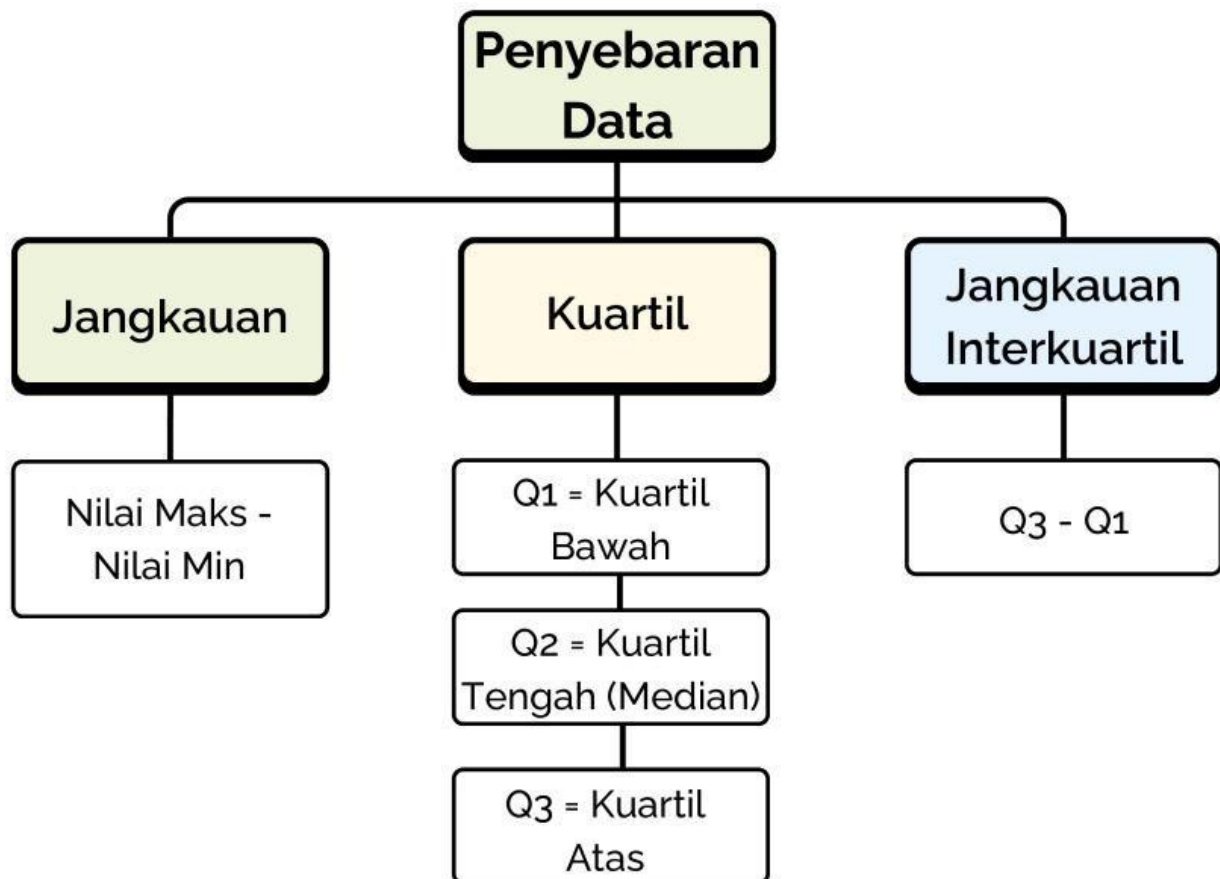 Penyebaran
Data
Jangkauan
Kuartil
Jangkauan
Interkuartil
Nilai Maks -
Nilai Min
Q1 = Kuartil
Bawah
Q3 - Q1
Q2 = Kuartil
Tengah (Median)
Q3 = Kuartil
Atas